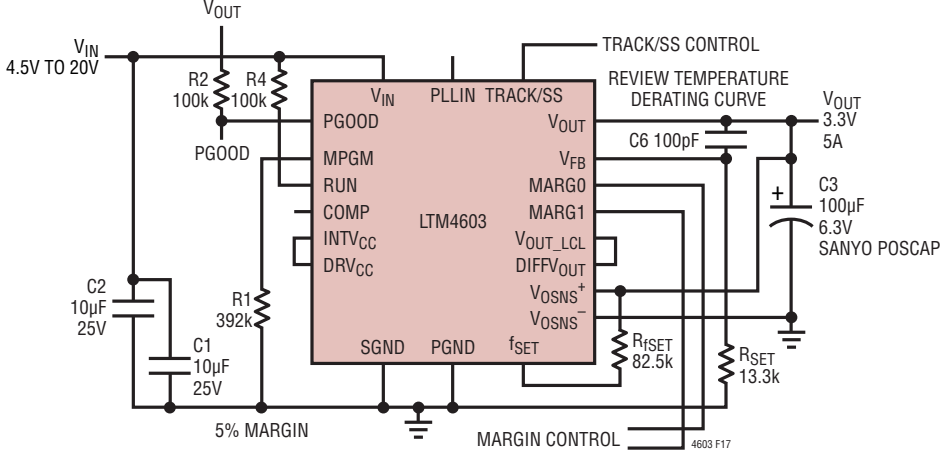 VOUT
VIN
4.5V TO 20V
R2
100k
R4
100k
PGOOD
TRACK/SS CONTROL
REVIEW TEMPERATURE
DERATING CURVE
VIN
PLLIN
TRACK/SS
PGOOD
MPGM
RUN
COMP
INTVCC
DRVCC
LTM4603
VOUT
VFB
MARG0
MARG1
VOUT_LCL
DIFFVOUT
VOSNS+
VOSNS–
SGND
PGND
fSET
C6 100pF
VOUT
3.3V
5A
+
C3
100µF
6.3V
SANYO POSCAP
C2
10µF
25V
C1
10µF
25V
R1
392k
RfSET
82.5k
RSET
13.3k
5% MARGIN
MARGIN CONTROL
4603 F17